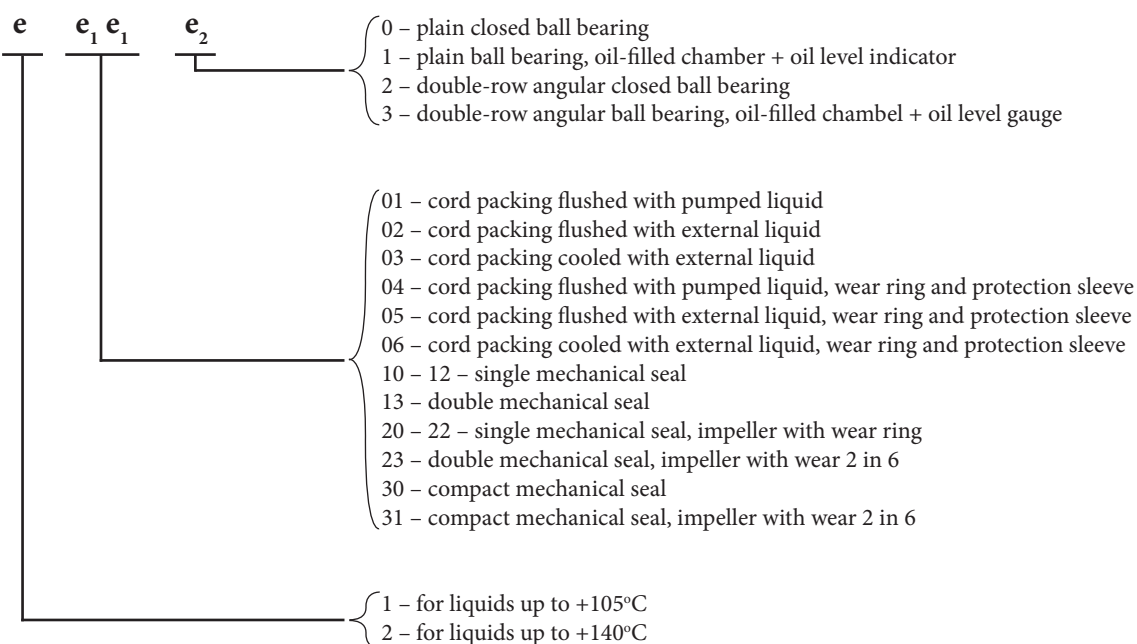 e e1 e1 e2
0 – plain closed ball bearing
1 – plain ball bearing, oil-filled chamber + oil level indicator
2 – double-row angular closed ball bearing
3 – double-row angular ball bearing, oil-filled chambel + oil level gauge
01 – cord packing flushed with pumped liquid
02 – cord packing flushed with external liquid
03 – cord packing cooled with external liquid
04 – cord packing flushed with pumped liquid, wear ring and protection sleeve
05 – cord packing flushed with external liquid, wear ring and protection sleeve
06 – cord packing cooled with external liquid, wear ring and protection sleeve
10 – 12 – single mechanical seal
13 – double mechanical seal
20 – 22 – single mechanical seal, impeller with wear ring
23 – double mechanical seal, impeller with wear 2 in 6
30 – compact mechanical seal
31 – compact mechanical seal, impeller with wear 2 in 6
1 – for liquids up to +105°C
2 – for liquids up to +140°C